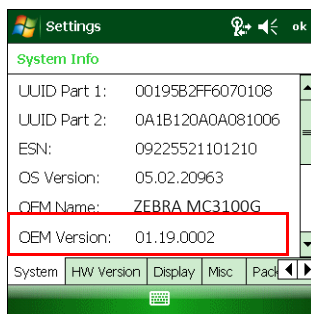 Settings
ok
System Info
UUID Part 1: 00195B2FF6070108
UUID Part 2: 0A1B120A0A081006
ESN: 09225521101210
OS Version: 05.02.20963
OEM Name: ZEBRA MC3100G
OEM Version: 01.19.0002
System HW Version Display Misc Pack